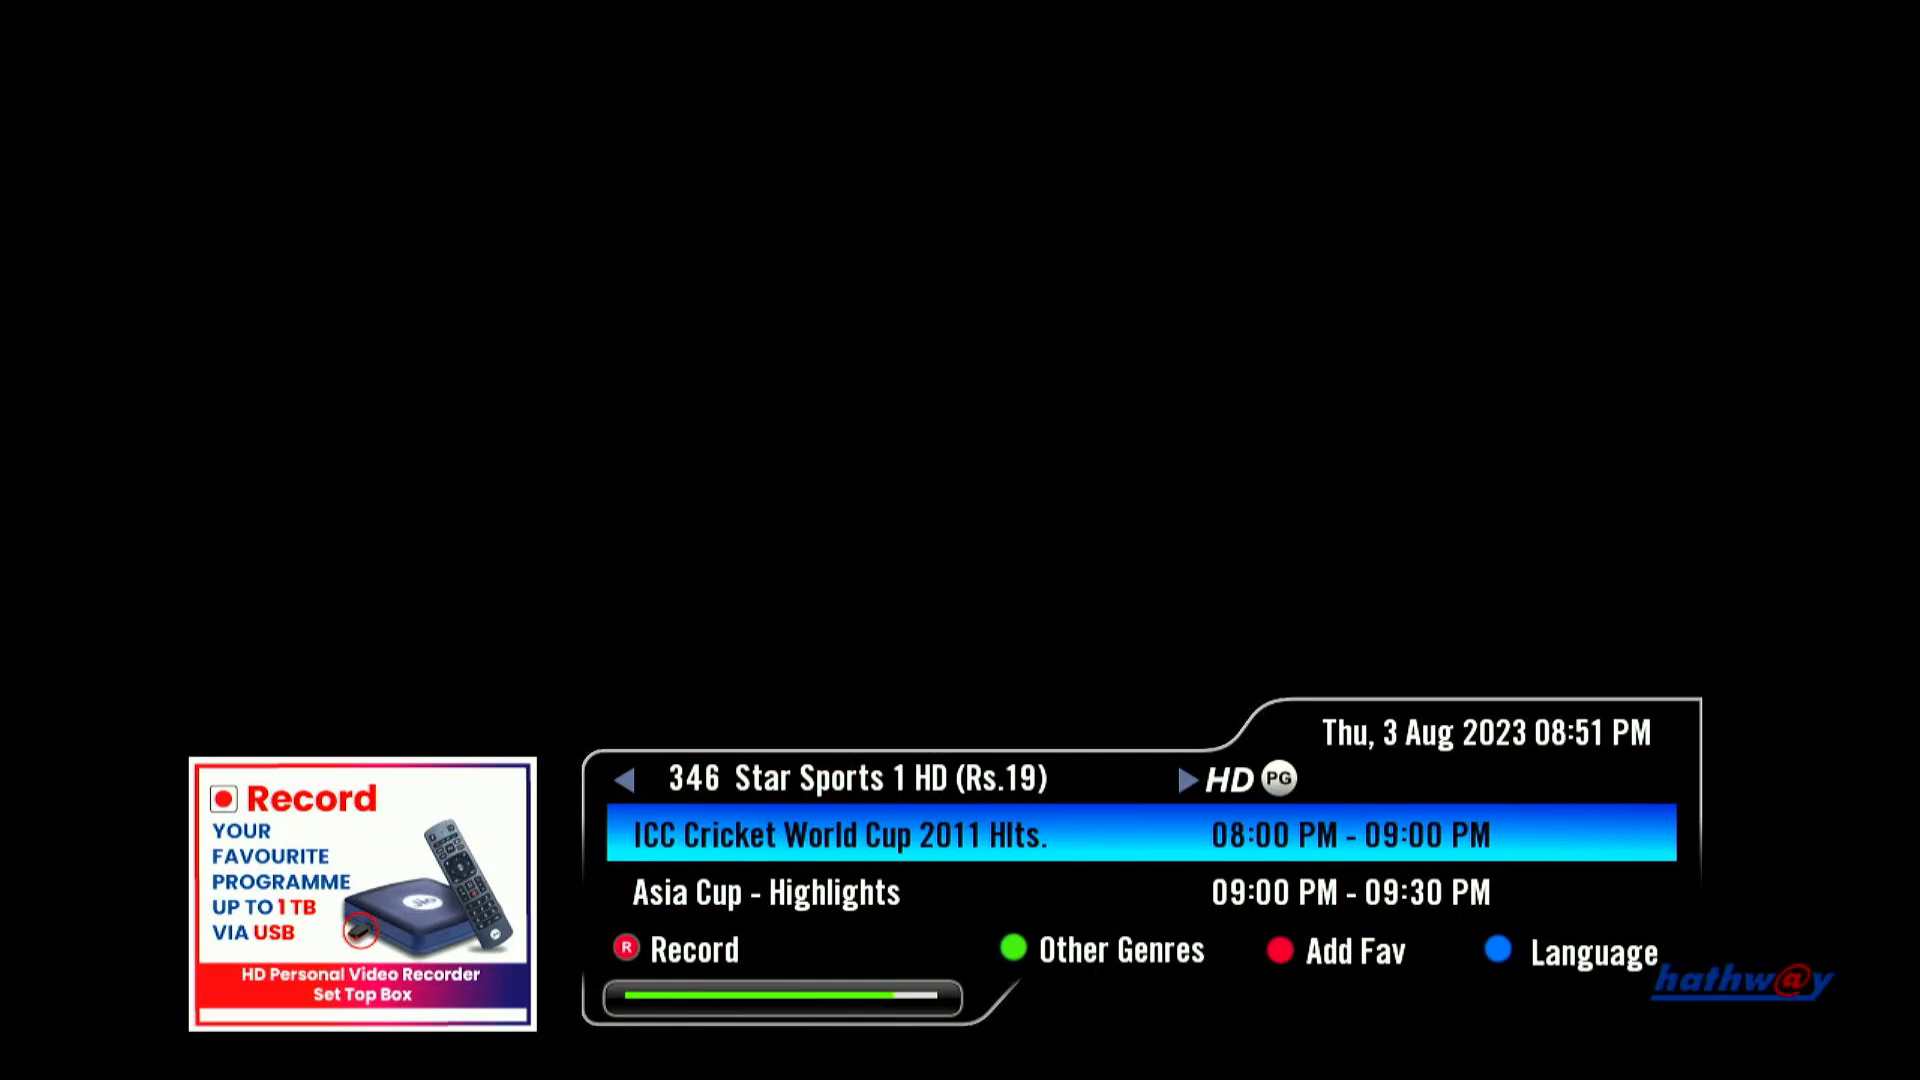 Thu, 3 Aug 2023 08:51 PM
346 Star Sports 1 HD (Rs.19) HD PG
ICC Cricket World Cup 2011 Hlts. 08:00 PM - 09:00 PM
Asia Cup - Highlights 09:00 PM - 09:30 PM
R Record Other Genres Add Fav Language
hathw@y
Record
YOUR
FAVOURITE
PROGRAMME
UP TO 1 TB
VIA USB
Jio
HD Personal Video Recorder
Set Top Box